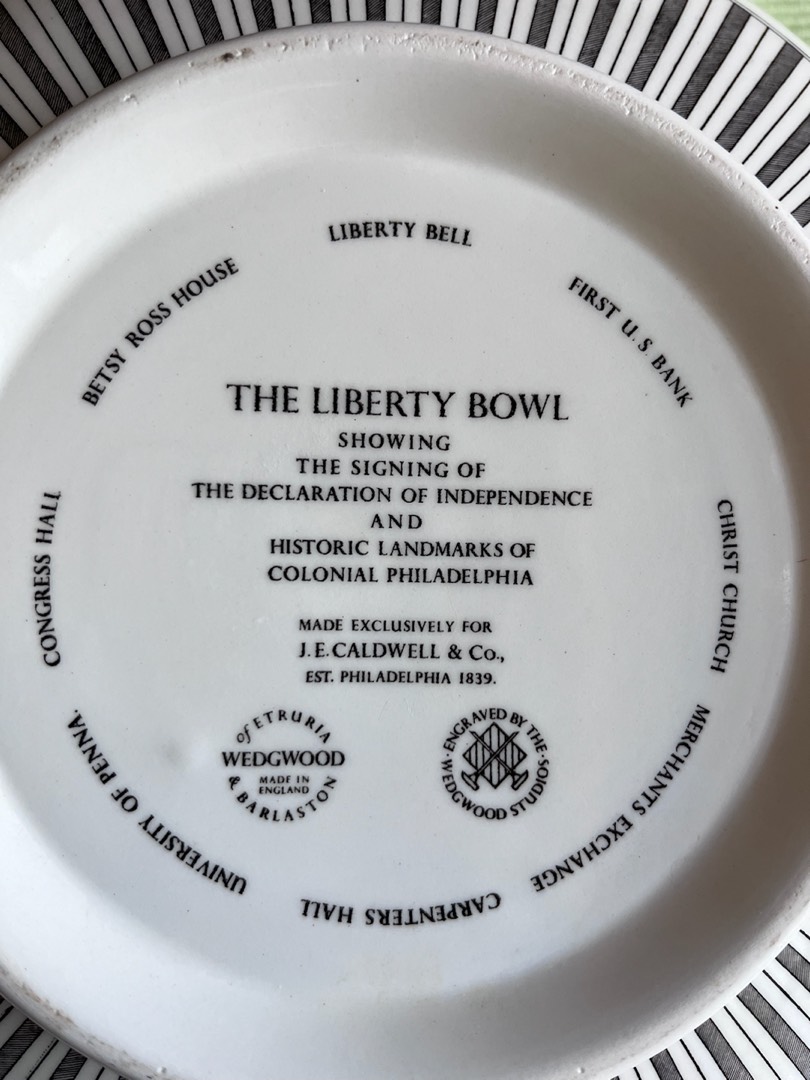 LIBERTY BELL
FIRST U.S BANK
CHRIST CHURCH
MERCHANTS EXCHANGE
CARPENTERS HALL
UNIVERSITY OF PENNA.
CONGRESS HALL
BETSY ROSS HOUSE
THE LIBERTY BOWL
SHOWING
THE SIGNING OF
THE DECLARATION OF INDEPENDENCE
AND
HISTORIC LANDMARKS OF
COLONIAL PHILADELPHIA
MADE EXCLUSIVELY FOR
J.E.CALDWELL & Co.,
EST. PHILADELPHIA 1839.
of ETRURIA
WEDGWOOD
MADE IN
ENGLAND
& BARLASTON
·ENGRAVED BY THE·
WEDGWOOD STUDIOS